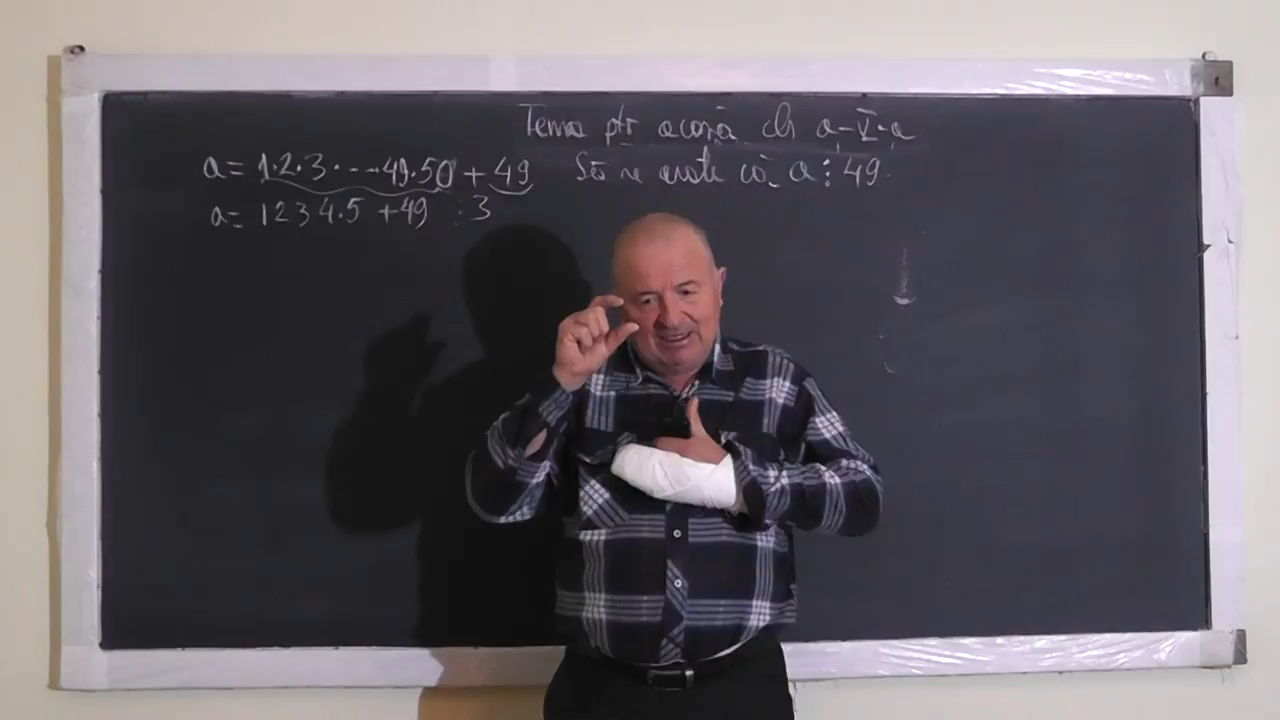 Tema ptr acasă cls a-V-a
a = 1·2·3·...·49·50 + 49 Să se arate că a ⋮ 49.
a = 1 2 3 4·5 + 49 ⋮ 3